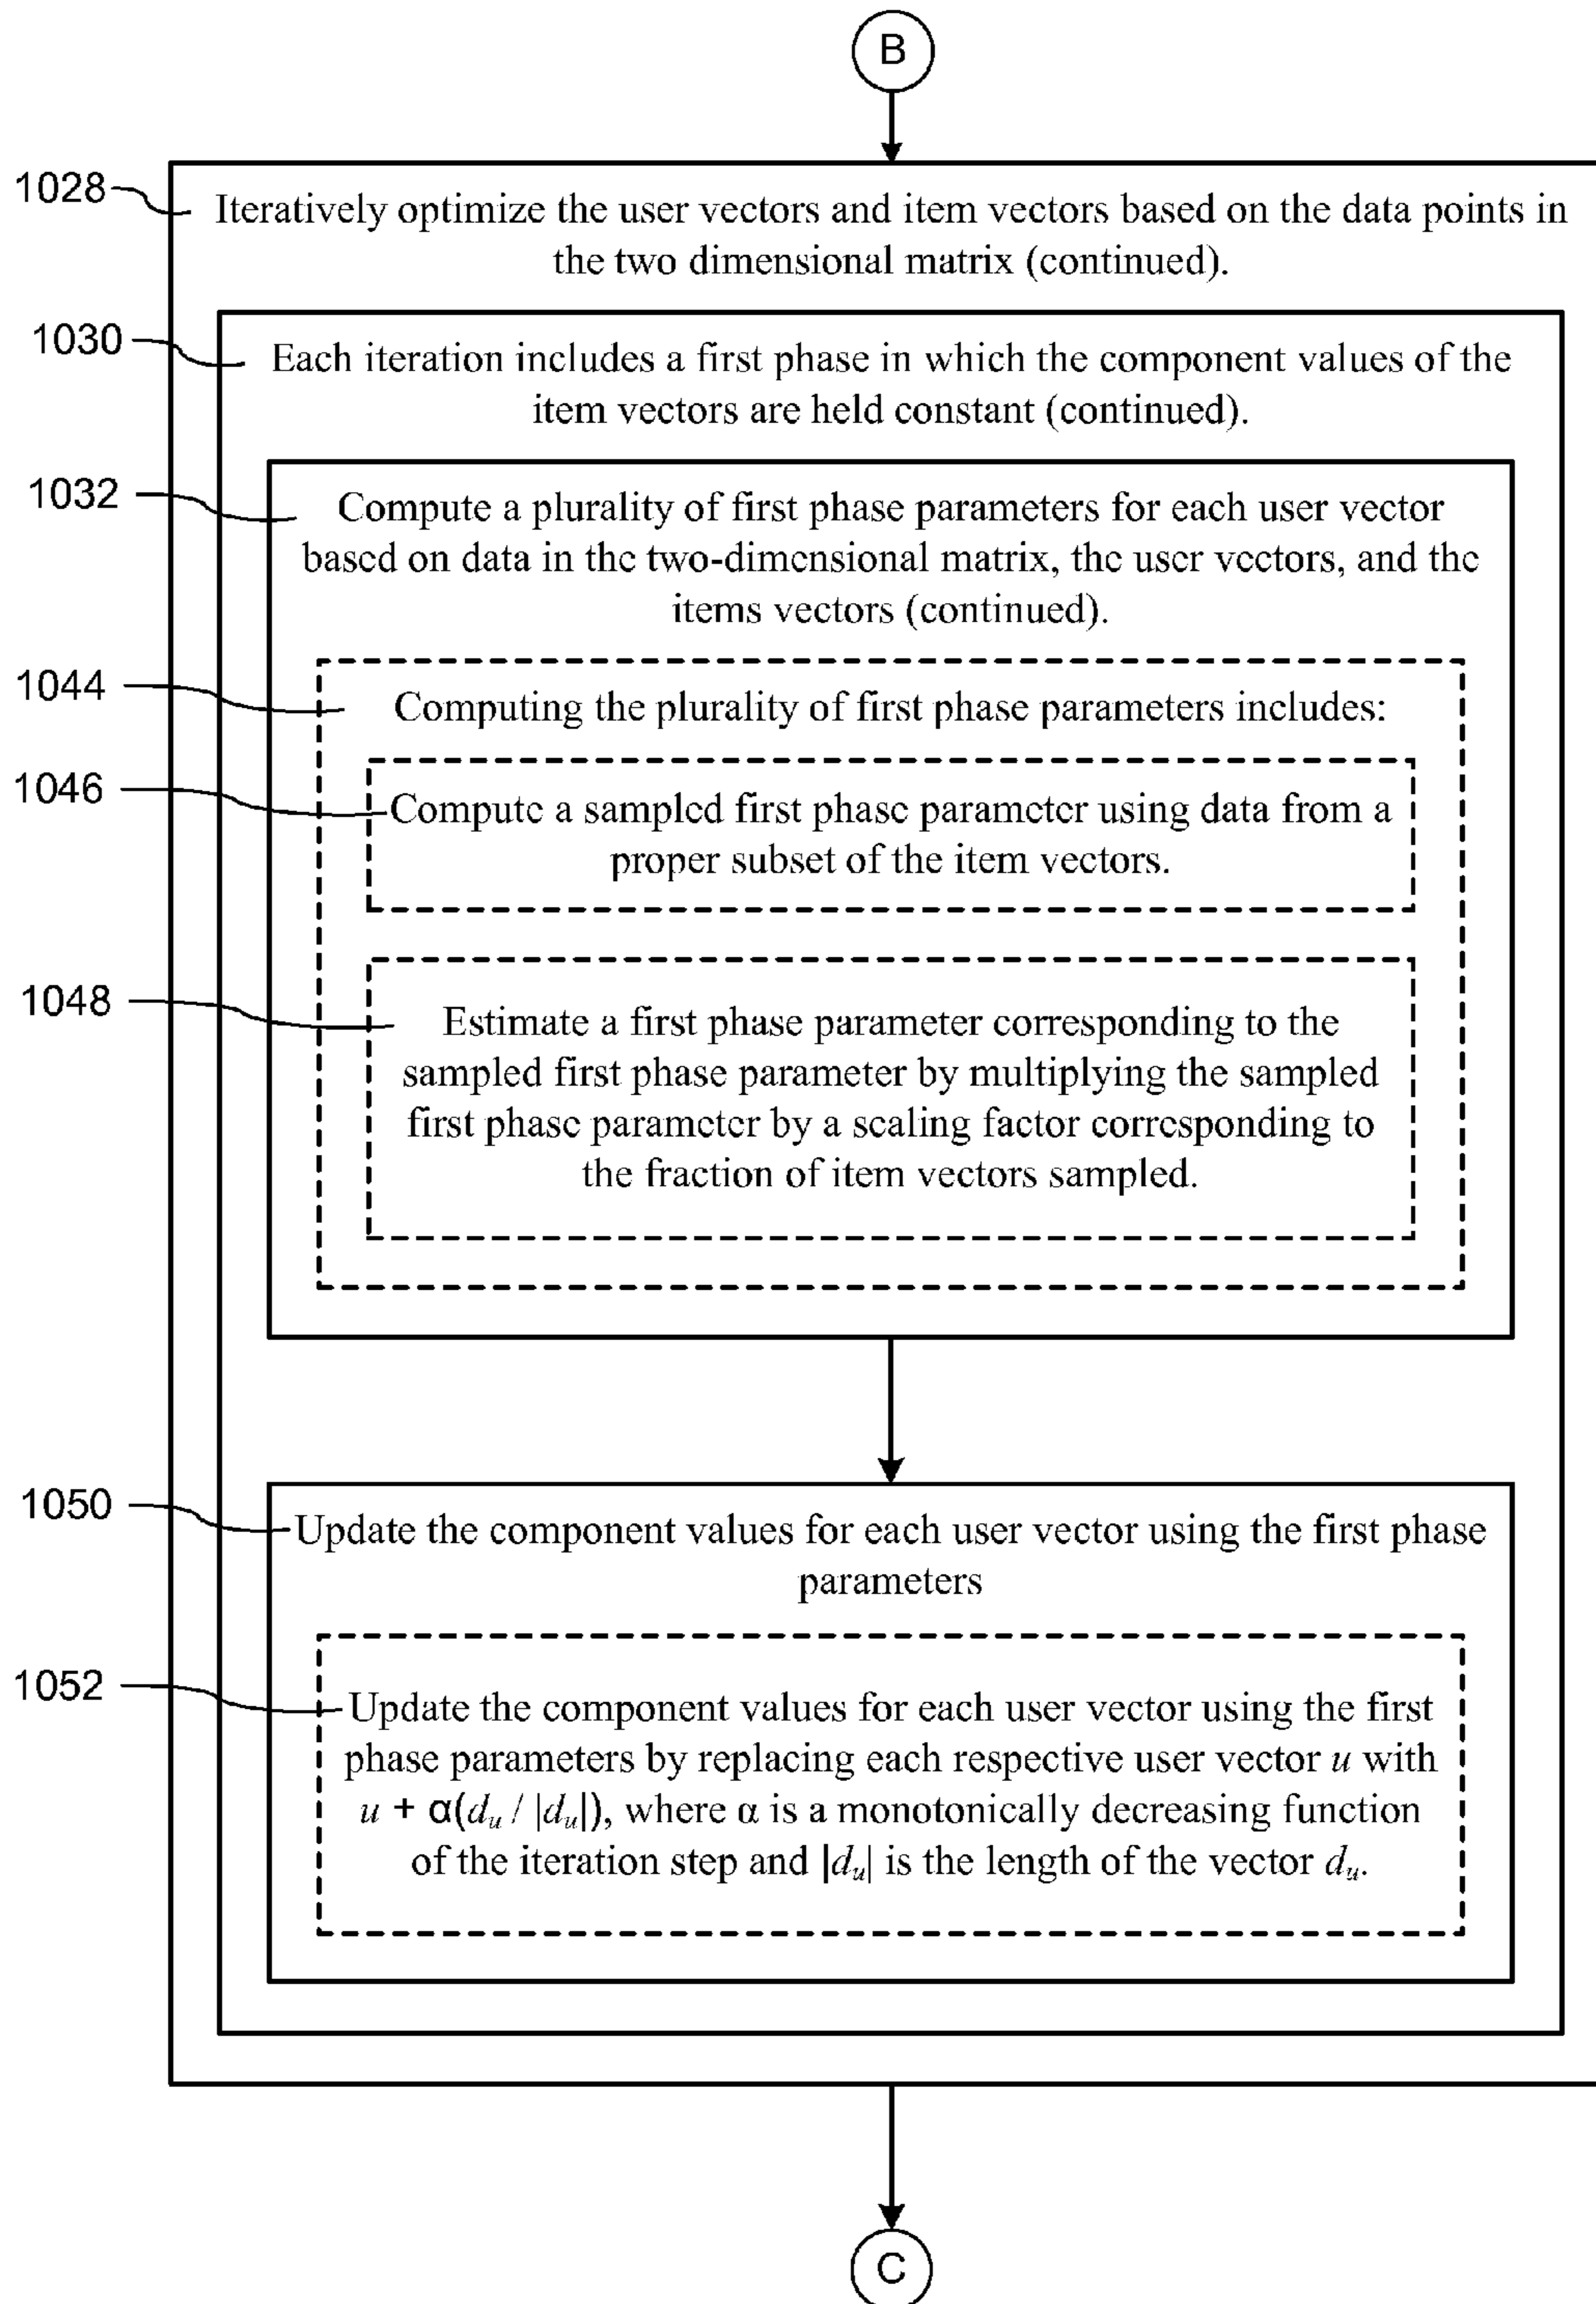 B
1028
Iteratively optimize the user vectors and item vectors based on the data points in
the two dimensional matrix (continued).
1030
Each iteration includes a first phase in which the component values of the
item vectors are held constant (continued).
1032
Compute a plurality of first phase parameters for each user vector
based on data in the two-dimensional matrix, the user vectors, and the
items vectors (continued).
1044
Computing the plurality of first phase parameters includes:
1046
Compute a sampled first phase parameter using data from a
proper subset of the item vectors.
1048
Estimate a first phase parameter corresponding to the
sampled first phase parameter by multiplying the sampled
first phase parameter by a scaling factor corresponding to
the fraction of item vectors sampled.
1050
Update the component values for each user vector using the first phase
parameters
1052
Update the component values for each user vector using the first
phase parameters by replacing each respective user vector u with
u + α(d_u / |d_u|), where α is a monotonically decreasing function
of the iteration step and |d_u| is the length of the vector d_u.
C